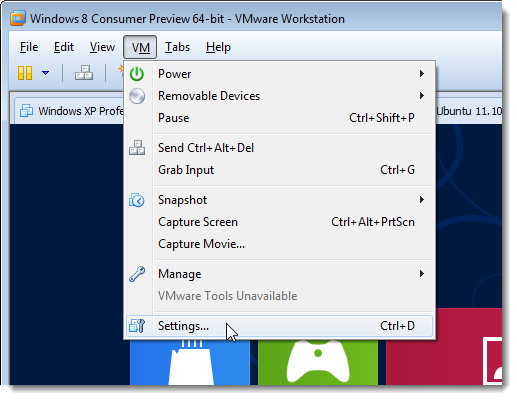 Windows 8 Consumer Preview 64-bit - VMware Workstation
File Edit View VM Tabs Help
Windows XP Profe
Ubuntu 11.10
Power
Removable Devices
Pause Ctrl+Shift+P
Send Ctrl+Alt+Del
Grab Input Ctrl+G
Snapshot
Capture Screen Ctrl+Alt+PrtScn
Capture Movie...
Manage
VMware Tools Unavailable
Settings... Ctrl+D